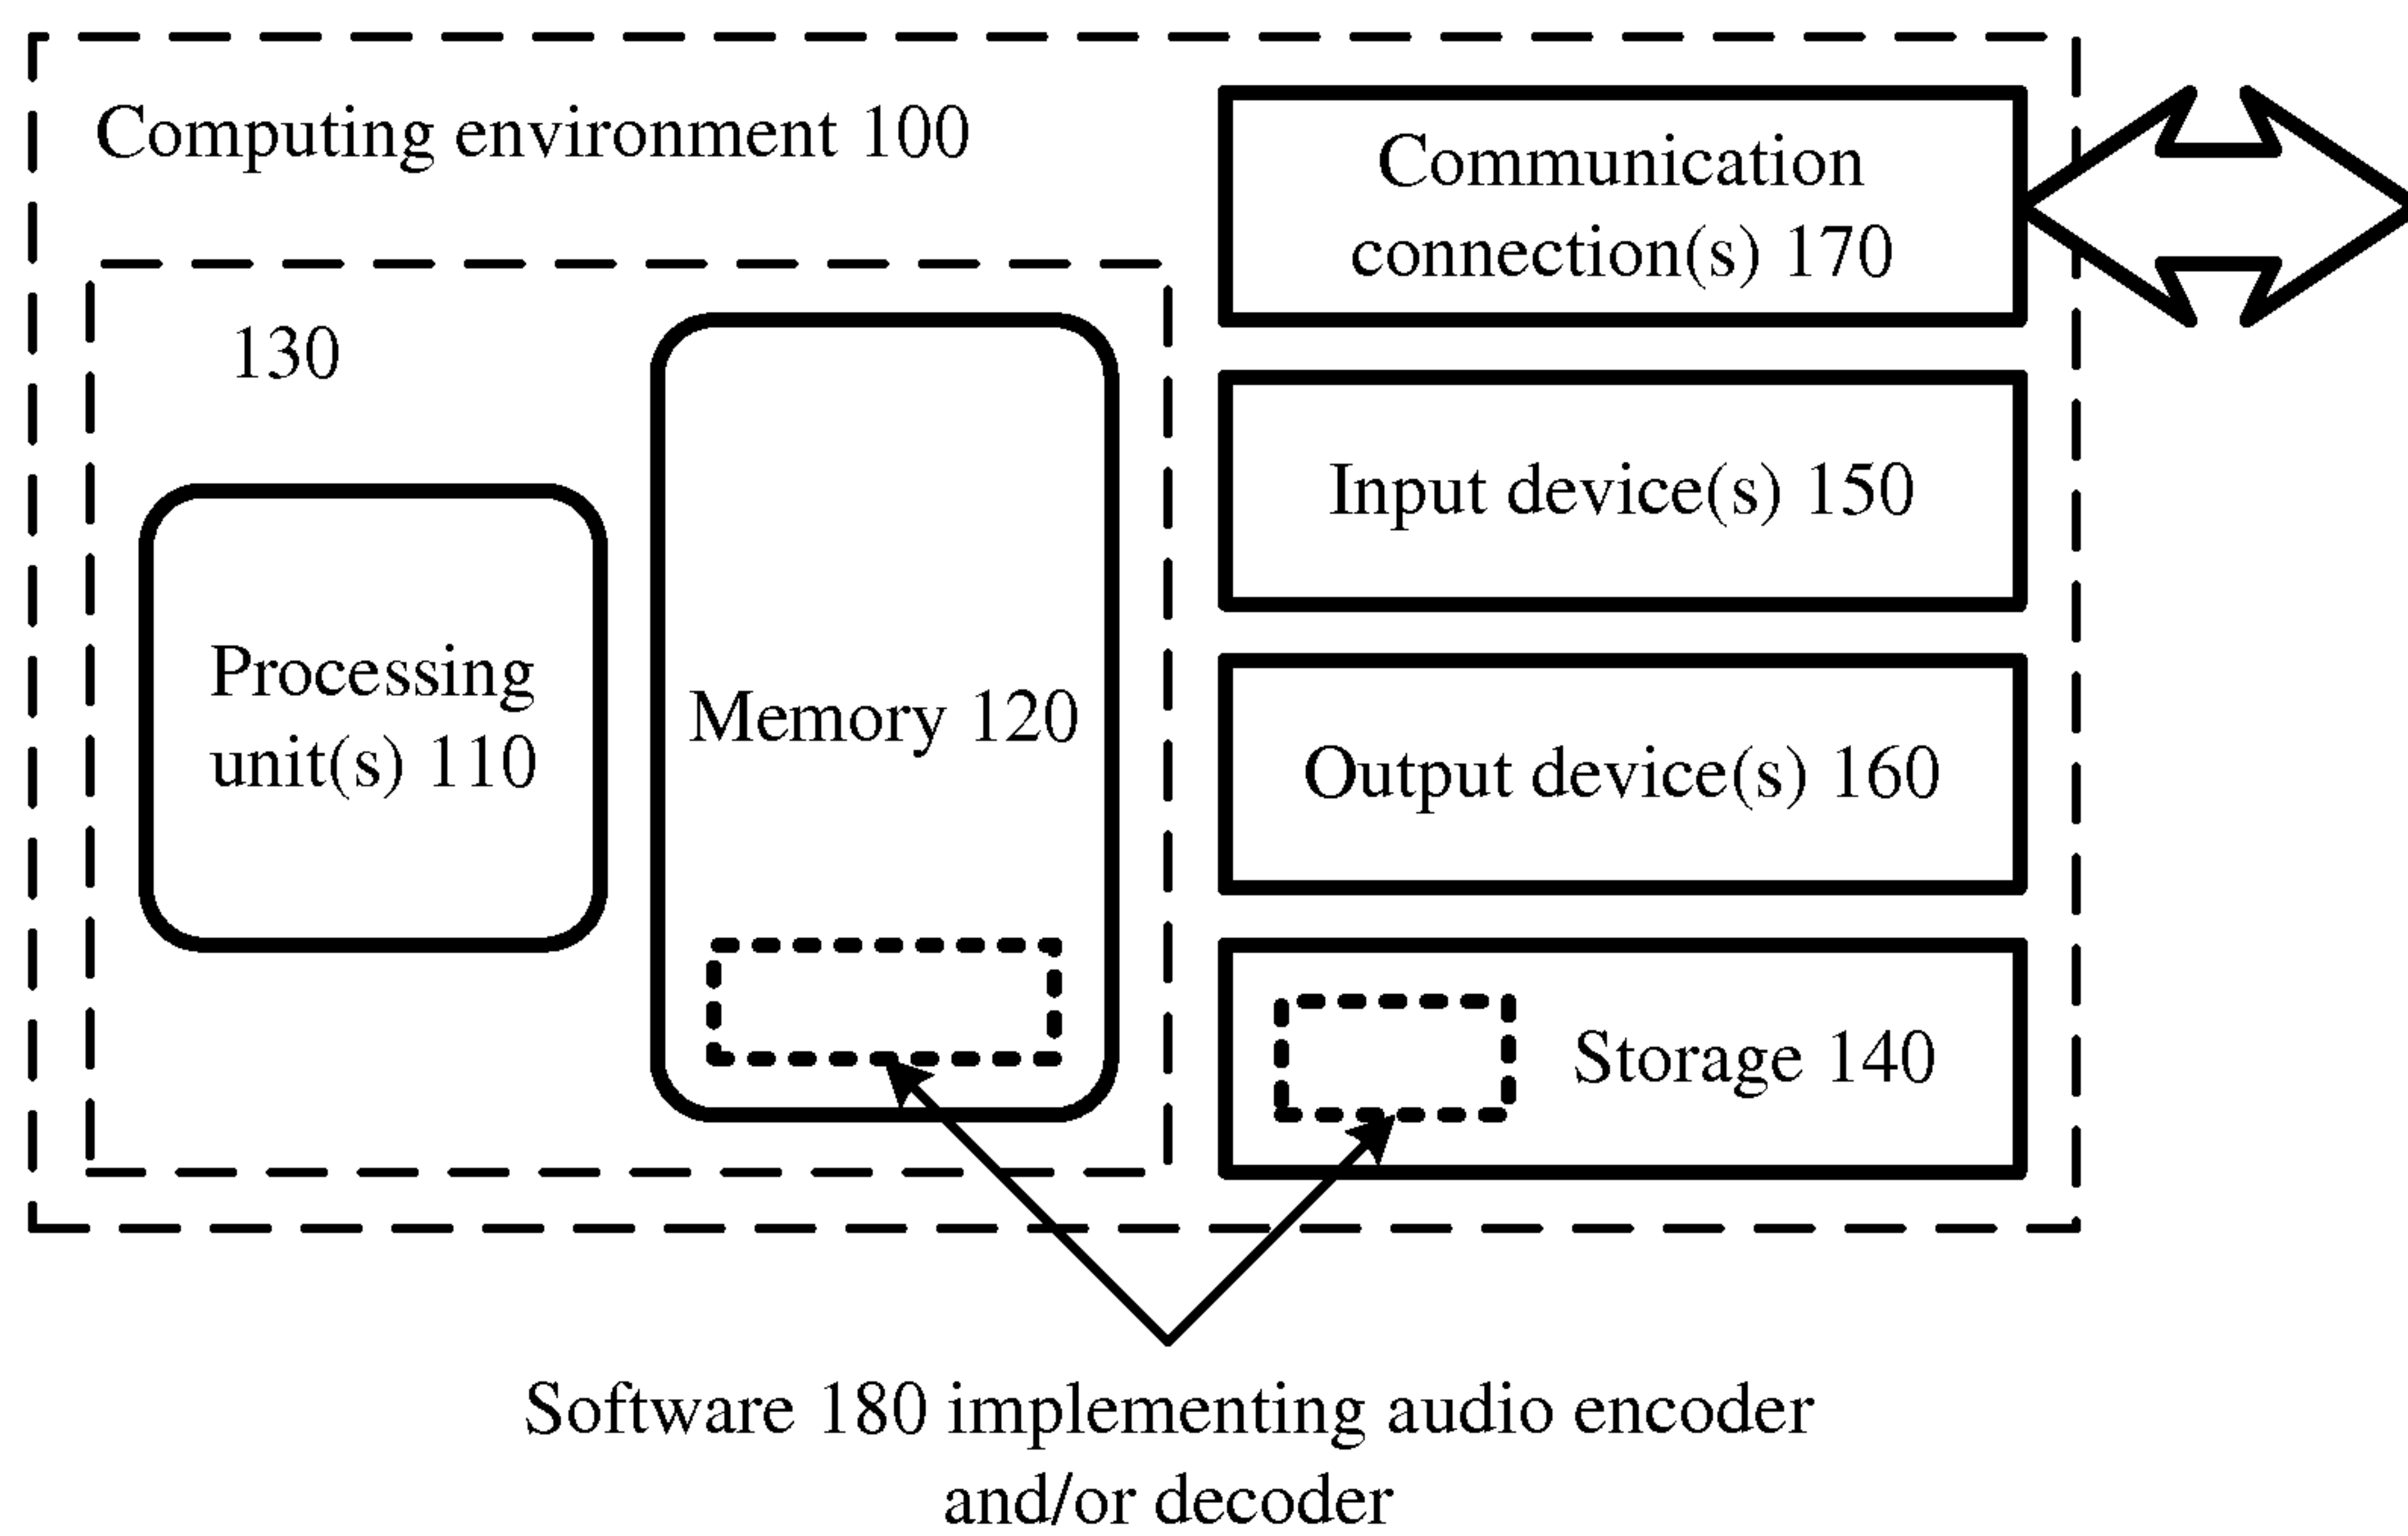 Computing environment 100
Communication
connection(s) 170
130
Input device(s) 150
Processing
unit(s) 110
Memory 120
Output device(s) 160
Storage 140
Software 180 implementing audio encoder
and/or decoder